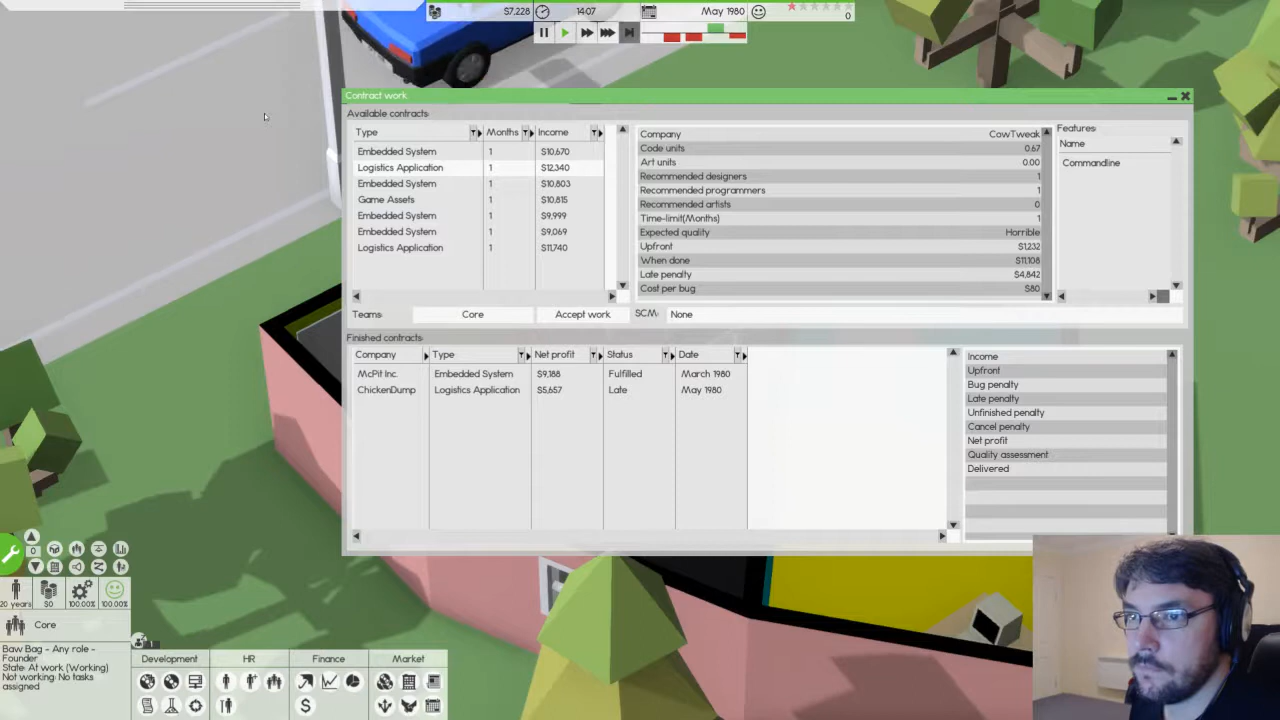 $7,228 14:07 May 1980 0
Contract work
Available contracts:
Type Months Income
Embedded System 1 $10,670
Logistics Application 1 $12,340
Embedded System 1 $10,803
Game Assets 1 $10,815
Embedded System 1 $9,999
Embedded System 1 $9,069
Logistics Application 1 $11,740
Company CowTweak
Code units 0.67
Art units 0.00
Recommended designers 1
Recommended programmers 1
Recommended artists 0
Time-limit(Months) 1
Expected quality Horrible
Upfront $1,232
When done $11,108
Late penalty $4,842
Cost per bug $80
Features:
Name
Commandline
Teams: Core Accept work SCM: None
Finished contracts:
Company Type Net profit Status Date
McPit Inc. Embedded System $9,188 Fulfilled March 1980
ChickenDump Logistics Application $5,657 Late May 1980
Income
Upfront
Bug penalty
Late penalty
Unfinished penalty
Cancel penalty
Net profit
Quality assessment
Delivered
0
20 years $0 100.00% 100.00%
Core
Baw Bag - Any role -
Founder
State: At work (Working)
Not working: No tasks
assigned
Development HR Finance Market